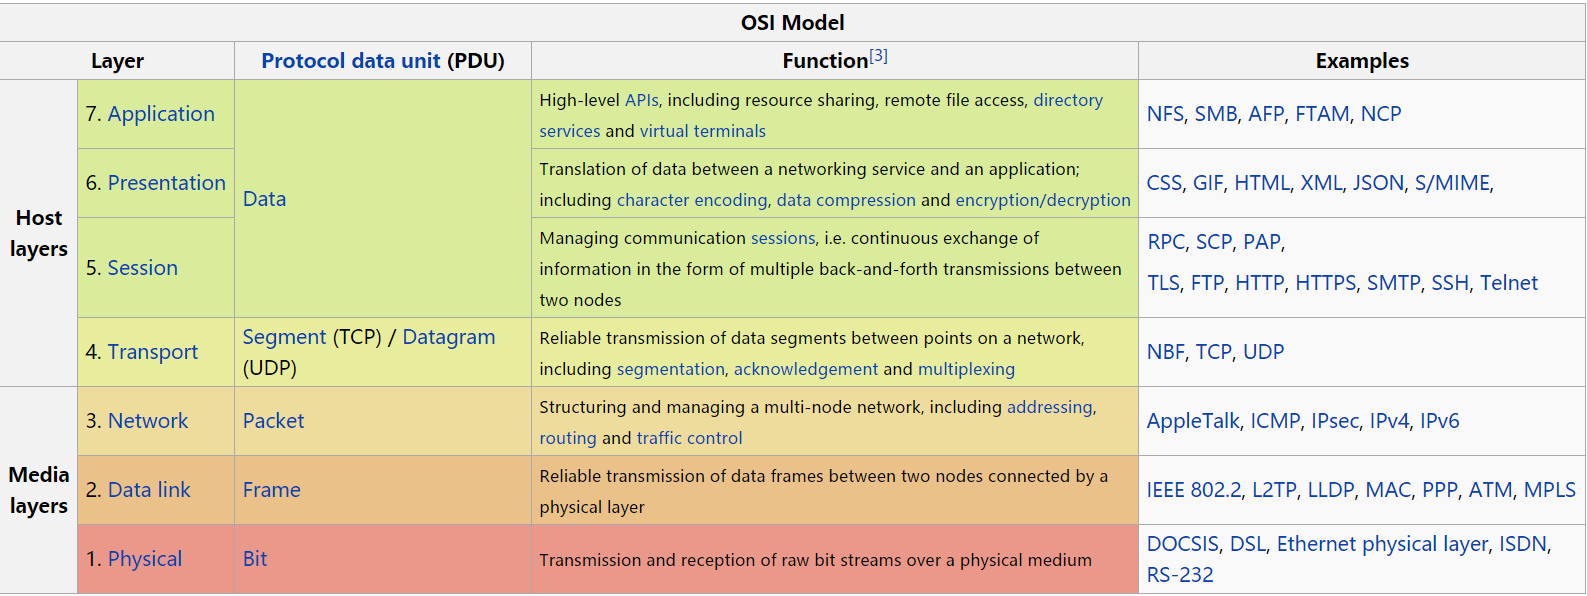 OSI Model
Layer
Protocol data unit (PDU)
Function[3]
Examples
Host
layers
7. Application
Data
High-level APIs, including resource sharing, remote file access, directory
services and virtual terminals
NFS, SMB, AFP, FTAM, NCP
6. Presentation
Translation of data between a networking service and an application;
including character encoding, data compression and encryption/decryption
CSS, GIF, HTML, XML, JSON, S/MIME,
5. Session
Managing communication sessions, i.e. continuous exchange of
information in the form of multiple back-and-forth transmissions between
two nodes
RPC, SCP, PAP,
TLS, FTP, HTTP, HTTPS, SMTP, SSH, Telnet
4. Transport
Segment (TCP) / Datagram
(UDP)
Reliable transmission of data segments between points on a network,
including segmentation, acknowledgement and multiplexing
NBF, TCP, UDP
Media
layers
3. Network
Packet
Structuring and managing a multi-node network, including addressing,
routing and traffic control
AppleTalk, ICMP, IPsec, IPv4, IPv6
2. Data link
Frame
Reliable transmission of data frames between two nodes connected by a
physical layer
IEEE 802.2, L2TP, LLDP, MAC, PPP, ATM, MPLS
1. Physical
Bit
Transmission and reception of raw bit streams over a physical medium
DOCSIS, DSL, Ethernet physical layer, ISDN,
RS-232